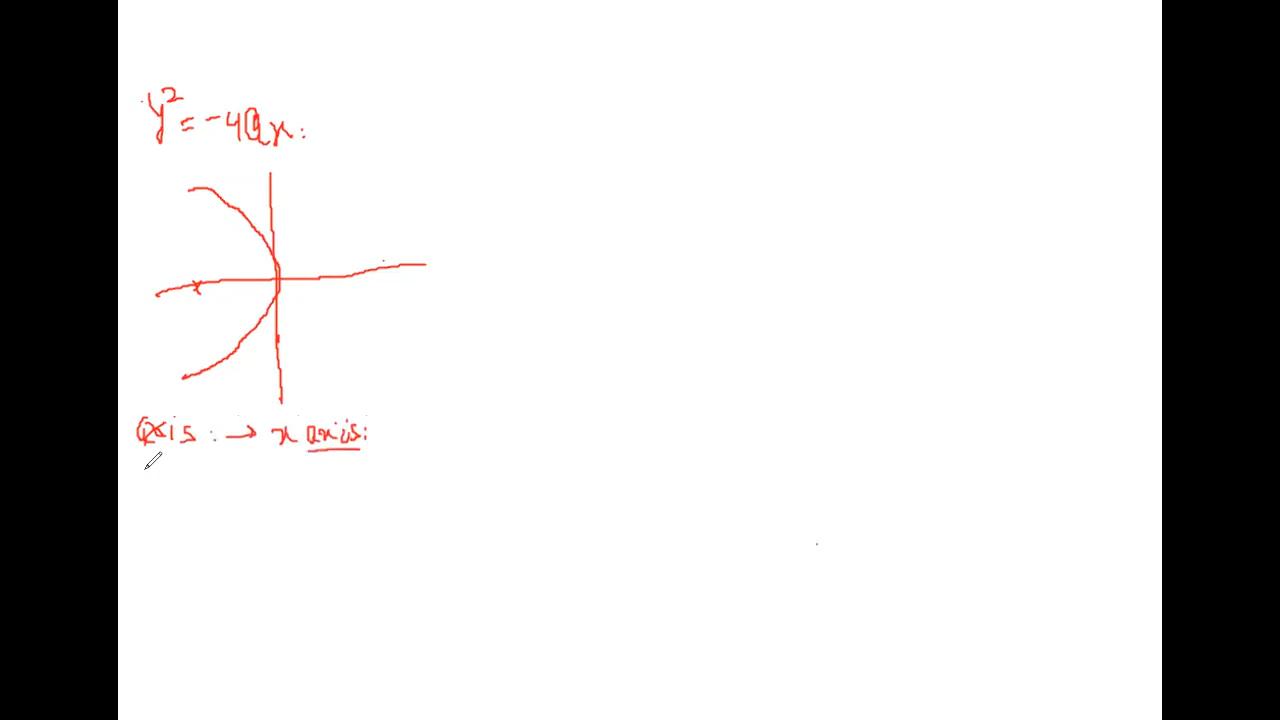 y² = -4ax:
axis : → x axis: